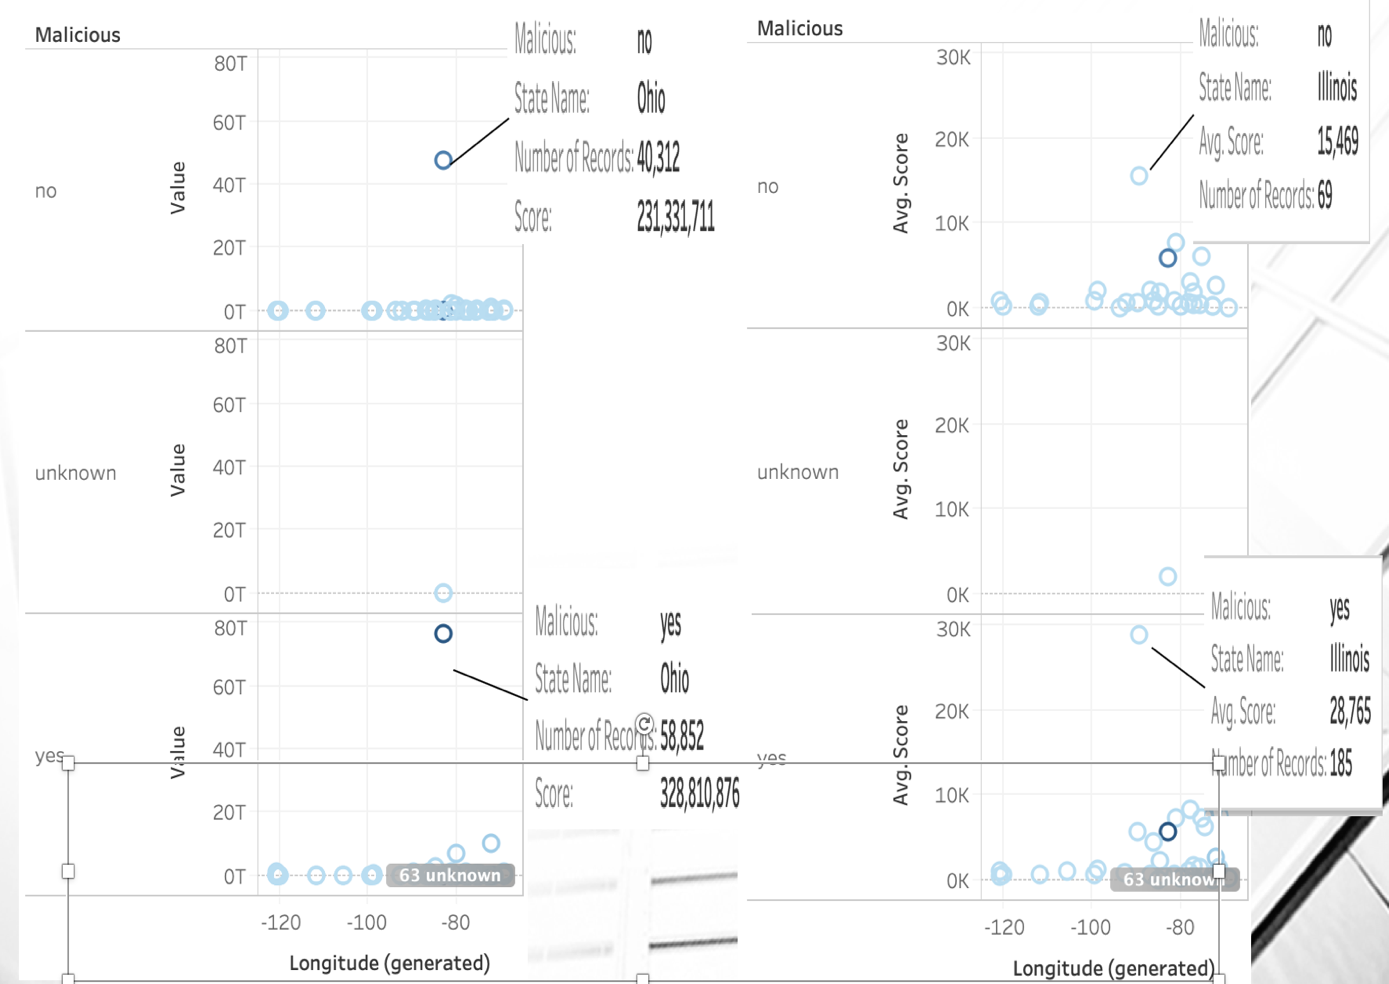 Malicious
80T
60T
40T
20T
0T
Value
no
Malicious: no
State Name: Ohio
Number of Records: 40,312
Score: 231,331,711
80T
60T
40T
20T
0T
Value
unknown
80T
60T
40T
20T
0T
Value
yes
Malicious: yes
State Name: Ohio
Number of Records: 58,852
Score: 328,810,876
63 unknown
-120 -100 -80
Longitude (generated)
Malicious
30K
20K
10K
0K
Avg. Score
no
Malicious: no
State Name: Illinois
Avg. Score: 15,469
Number of Records: 69
30K
20K
10K
0K
Avg. Score
unknown
30K
20K
10K
0K
Avg. Score
yes
Malicious: yes
State Name: Illinois
Avg. Score: 28,765
Number of Records: 185
63 unknown
-120 -100 -80
Longitude (generated)